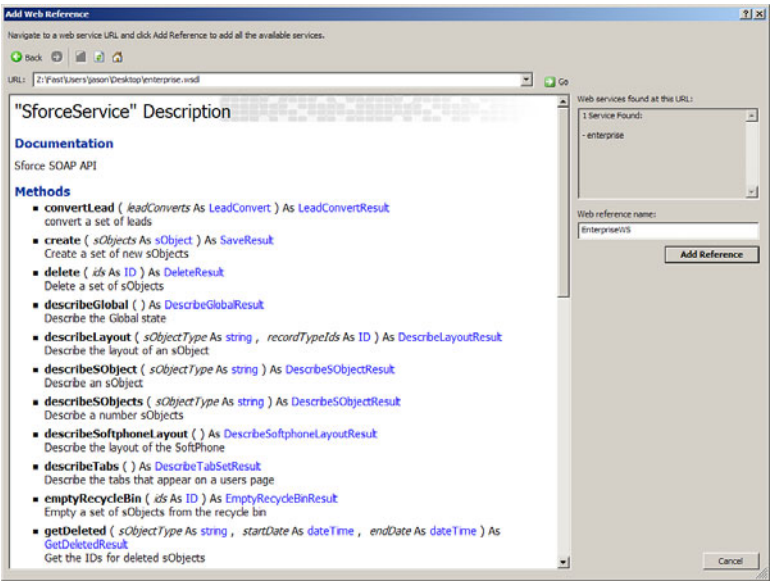 Add Web Reference
Navigate to a web service URL and click Add Reference to add all the available services.
Back
URL: Z:\Fast\Users\jason\Desktop\enterprise.wsdl
Go
"SforceService" Description
Documentation
Sforce SOAP API
Methods
convertLead ( leadConverts As LeadConvert ) As LeadConvertResult
convert a set of leads
create ( sObjects As sObject ) As SaveResult
Create a set of new sObjects
delete ( ids As ID ) As DeleteResult
Delete a set of sObjects
describeGlobal ( ) As DescribeGlobalResult
Describe the Global state
describeLayout ( sObjectType As string , recordTypeIds As ID ) As DescribeLayoutResult
Describe the layout of an sObject
describeSObject ( sObjectType As string ) As DescribeSObjectResult
Describe an sObject
describeSObjects ( sObjectType As string ) As DescribeSObjectResult
Describe a number sObjects
describeSoftphoneLayout ( ) As DescribeSoftphoneLayoutResult
Describe the layout of the SoftPhone
describeTabs ( ) As DescribeTabSetResult
Describe the tabs that appear on a users page
emptyRecycleBin ( ids As ID ) As EmptyRecycleBinResult
Empty a set of sObjects from the recycle bin
getDeleted ( sObjectType As string , startDate As dateTime , endDate As dateTime ) As
GetDeletedResult
Get the IDs for deleted sObjects
Web services found at this URL:
1 Service Found:
- enterprise
Web reference name:
EnterpriseWS
Add Reference
Cancel